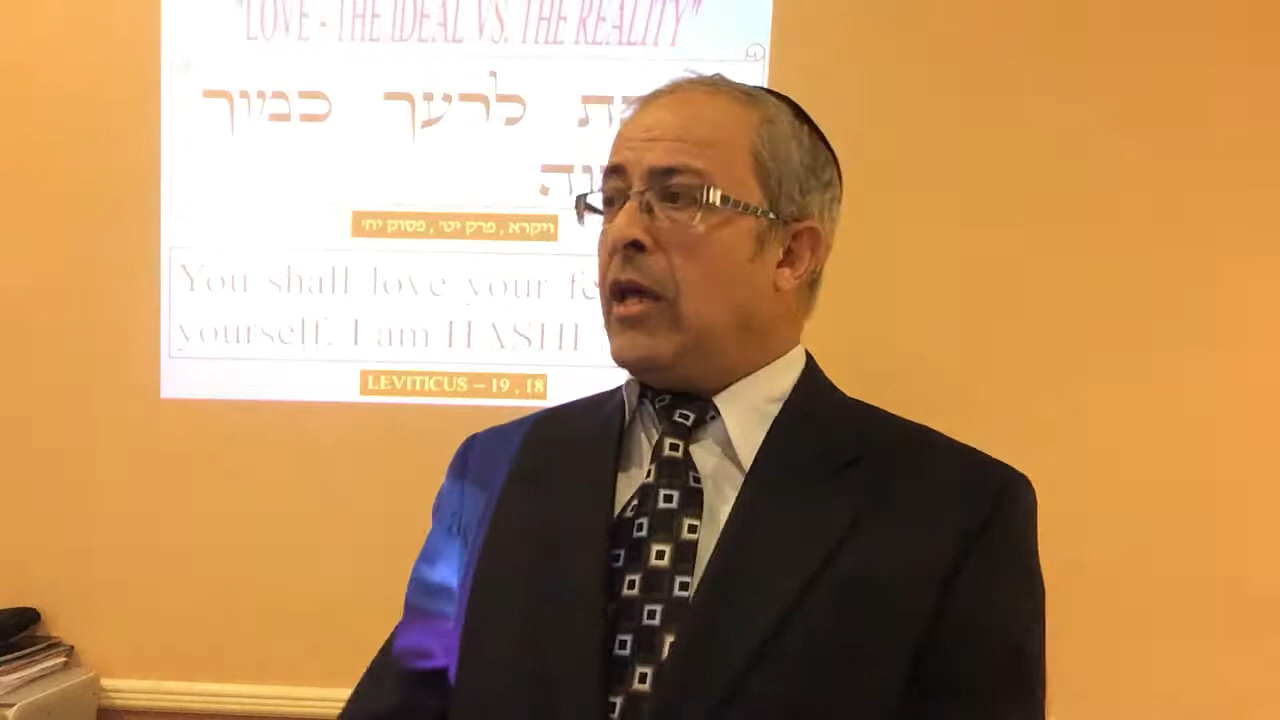 "LOVE - THE IDEAL VS. THE REALITY"
לרעך כמוך
ויקרא, פרק יט', פסוק יח'
You shall love your
yourself. I am
LEVITICUS – 19, 18